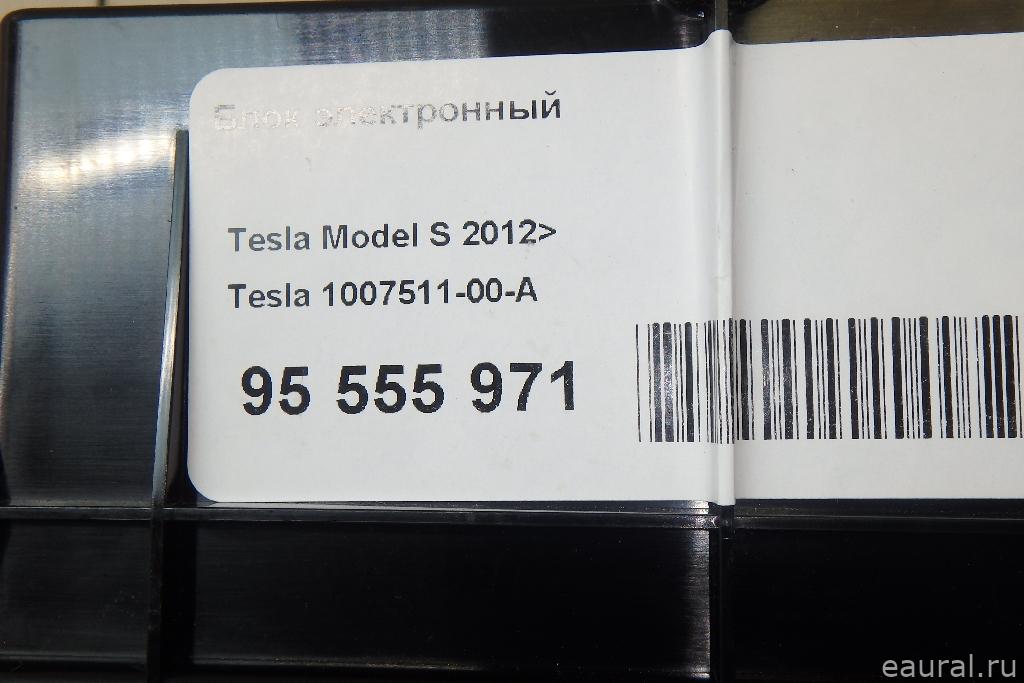 Блок электронный
Tesla Model S 2012>
Tesla 1007511-00-A
95 555 971
eaural.ru